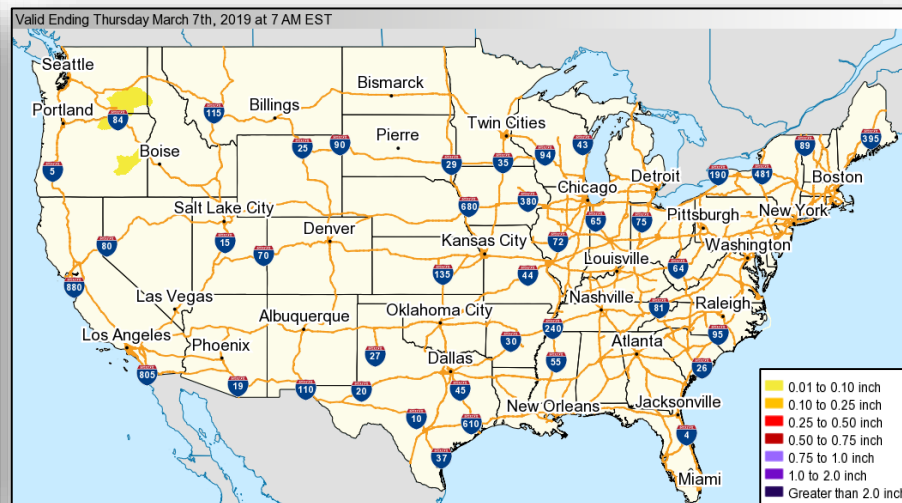 Valid Ending Thursday March 7th, 2019 at 7 AM EST
Seattle
Portland
84
5
Boise
115
Billings
Bismarck
25
90
Pierre
Twin Cities
29
35
94
43
Chicago
Detroit
190
481
89
395
Boston
80
Salt Lake City
15
70
Denver
680
380
72
65
75
Pittsburgh
New York
Washington
880
Las Vegas
135
Kansas City
44
Louisville
64
Los Angeles
805
Phoenix
19
Albuquerque
110
27
Oklahoma City
30
240
Nashville
81
Raleigh
95
20
Dallas
45
55
Atlanta
26
10
610
37
New Orleans
Jacksonville
4
Miami
0.01 to 0.10 inch
0.10 to 0.25 inch
0.25 to 0.50 inch
0.50 to 0.75 inch
0.75 to 1.0 inch
1.0 to 2.0 inch
Greater than 2.0 inch